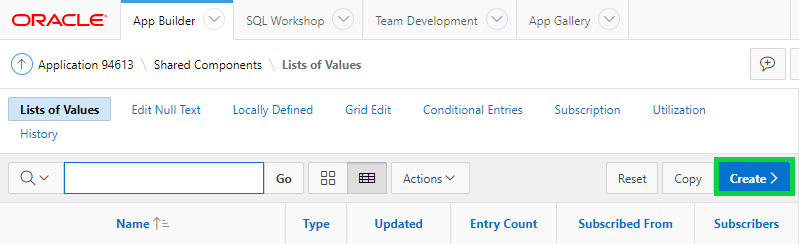 ORACLE App Builder SQL Workshop Team Development App Gallery
Application 94613 \ Shared Components \ Lists of Values
Lists of Values Edit Null Text Locally Defined Grid Edit Conditional Entries Subscription Utilization
History
Go Actions Reset Copy Create
Name Type Updated Entry Count Subscribed From Subscribers